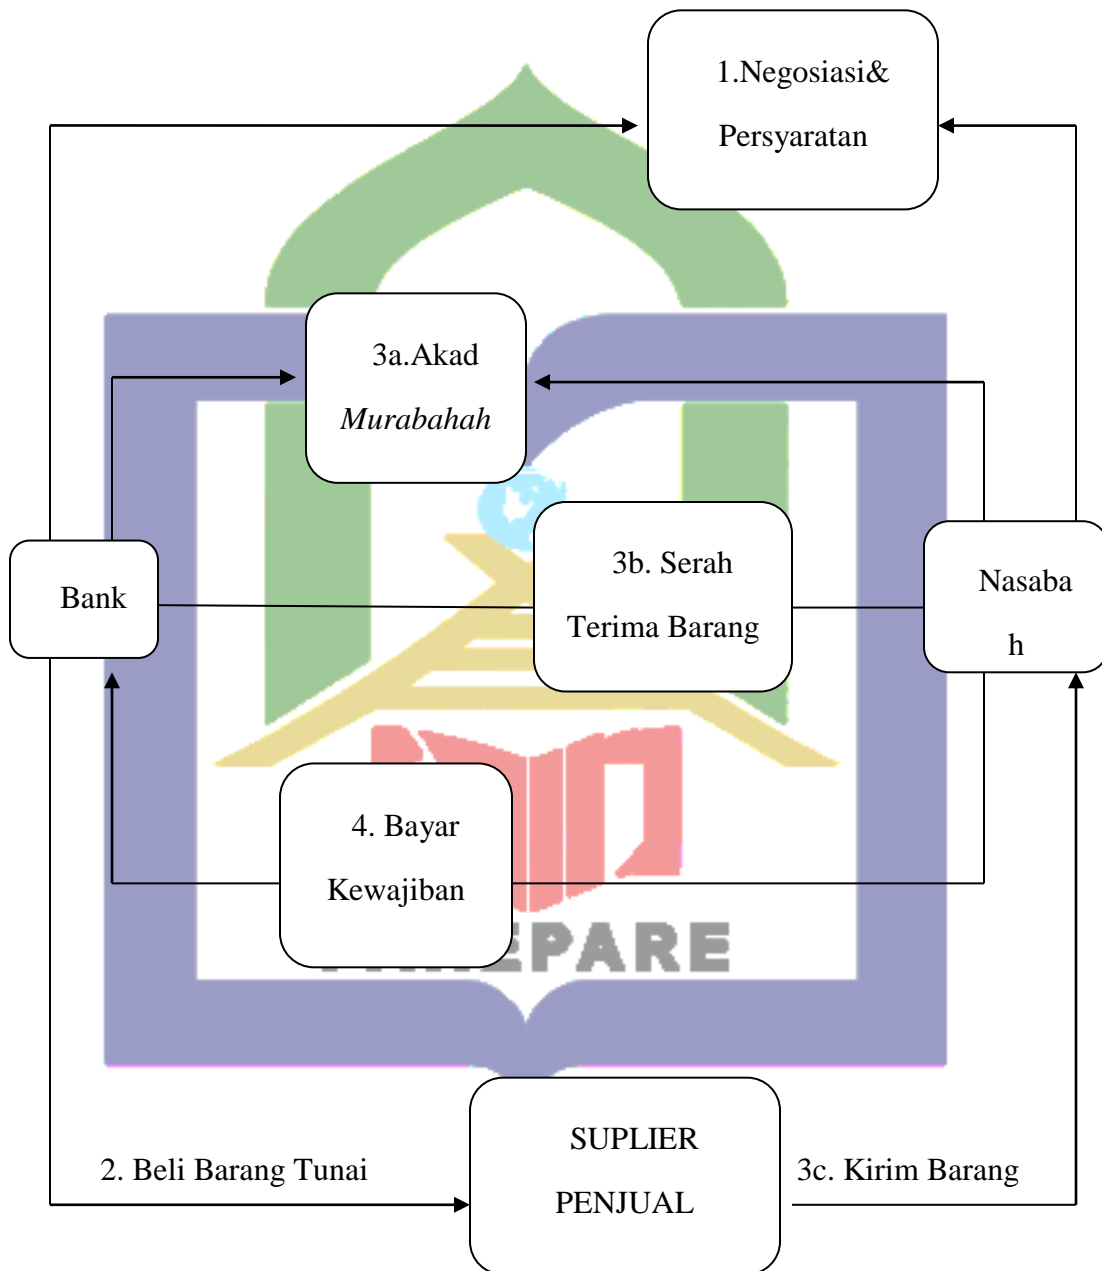 1.Negosiasi&
Persyaratan
3a.Akad
Murabahah
3b. Serah
Terima Barang
Bank
Nasaba
h
4. Bayar
Kewajiban
PAREPARE
SUPLIER
PENJUAL
2. Beli Barang Tunai
3c. Kirim Barang